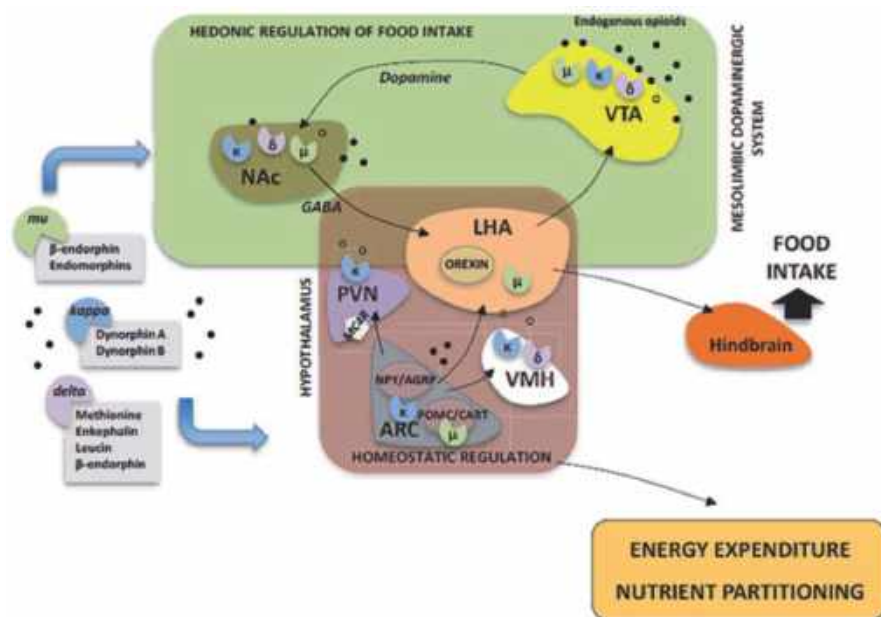 Endogenous opioids
HEDONIC REGULATION OF FOOD INTAKE
μ
κ
δ
VTA
Dopamine
MESOLIMBIC DOPAMINERGIC
SYSTEM
κ
δ
μ
NAc
GABA
mu
β-endorphin
Endomorphins
LHA
OREXIN
μ
κ
PVN
MC4R
HYPOTHALAMUS
FOOD
INTAKE
Hindbrain
kappa
Dynorphin A
Dynorphin B
κ
δ
VMH
NPY/AGRP
κ
POMC/CART
μ
ARC
delta
Methionine
Enkephalin
Leucin
β-endorphin
HOMEOSTATIC REGULATION
ENERGY EXPENDITURE
NUTRIENT PARTITIONING